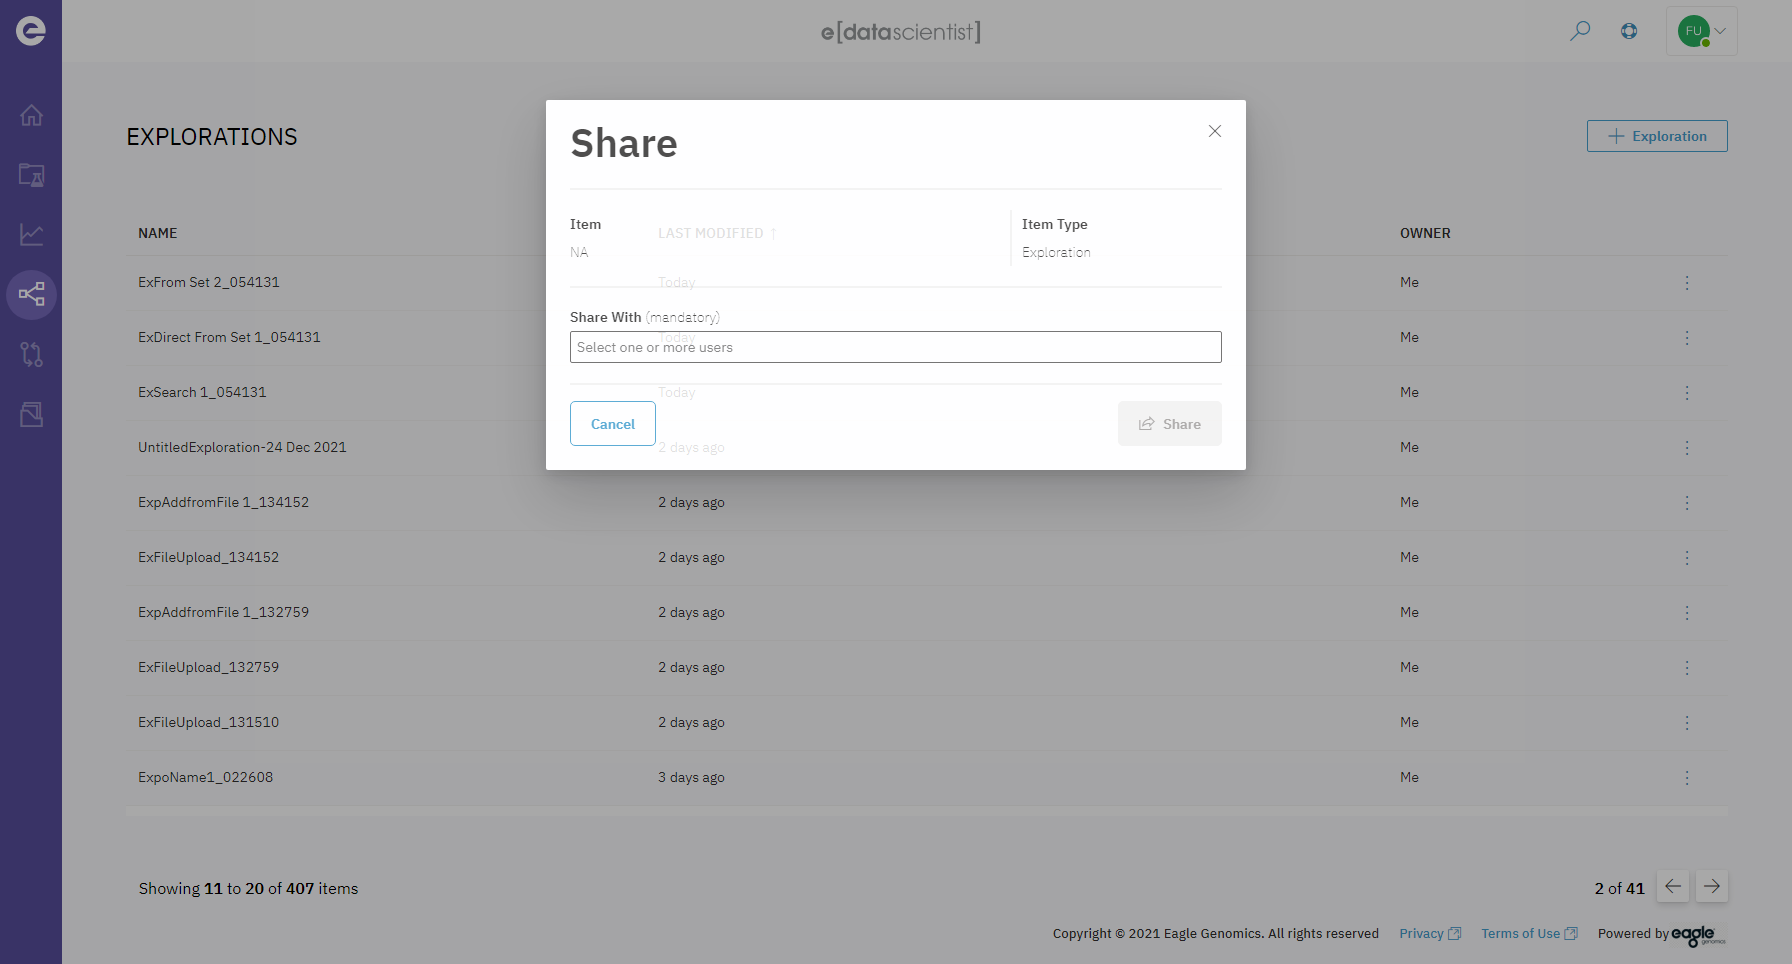 e[datascientist]
FU
EXPLORATIONS
Exploration
Share
Item
Item Type
NA
Exploration
Share With (mandatory)
Select one or more users
Cancel
Share
NAME
LAST MODIFIED ↑
OWNER
ExFrom Set 2_054131
Today
Me
ExDirect From Set 1_054131
Today
Me
ExSearch 1_054131
Today
Me
UntitledExploration-24 Dec 2021
2 days ago
Me
ExpAddfromFile 1_134152
2 days ago
Me
ExFileUpload_134152
2 days ago
Me
ExpAddfromFile 1_132759
2 days ago
Me
ExFileUpload_132759
2 days ago
Me
ExFileUpload_131510
2 days ago
Me
ExpoName1_022608
3 days ago
Me
Showing 11 to 20 of 407 items
2 of 41
Copyright © 2021 Eagle Genomics. All rights reserved
Privacy
Terms of Use
Powered by eagle genomics